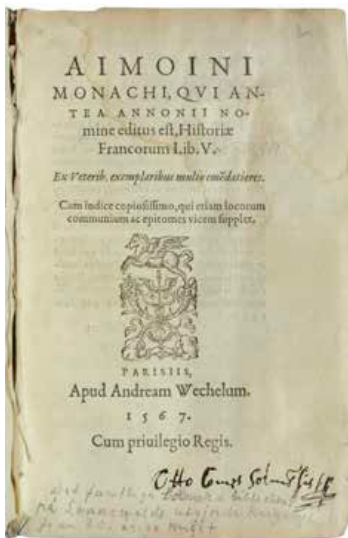 AIMOINI
MONACHI, QVI AN-
TEA ANNONII NO-
mine editus est, Historiæ
Francorum Lib. V.
Ex Veterib. exemplaribus multo emẽdatiores.
Cum indice copiosissimo, qui etiam locorum
communium ac epitomes vicem supplet.
PARISIIS,
Apud Andream Wechelum.
1567.
Cum priuilegio Regis.
Otto